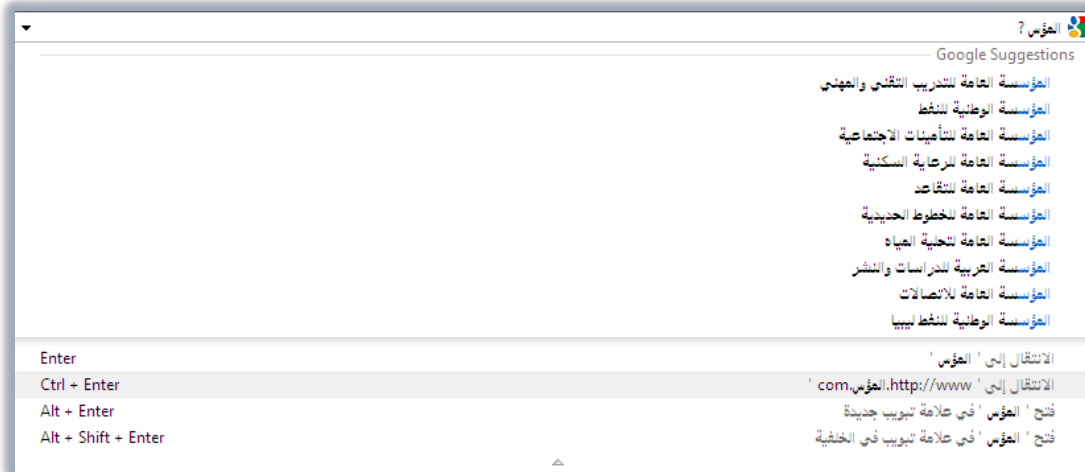 المؤس ?
Google Suggestions
المؤسسة العامة للتدريب التقني والمهني
المؤسسة الوطنية للنفط
المؤسسة العامة للتأمينات الاجتماعية
المؤسسة العامة للرعاية السكنية
المؤسسة العامة للتقاعد
المؤسسة العامة للخطوط الحديدية
المؤسسة العامة لتحلية المياه
المؤسسة العربية للدراسات والنشر
المؤسسة العامة للاتصالات
المؤسسة الوطنية للنفط ليبيا
الانتقال إلى ' المؤس ' Enter
الانتقال إلى ' http://www.المؤس.com ' Ctrl + Enter
فتح ' المؤس ' في علامة تبويب جديدة Alt + Enter
فتح ' المؤس ' في علامة تبويب في الخلفية Alt + Shift + Enter